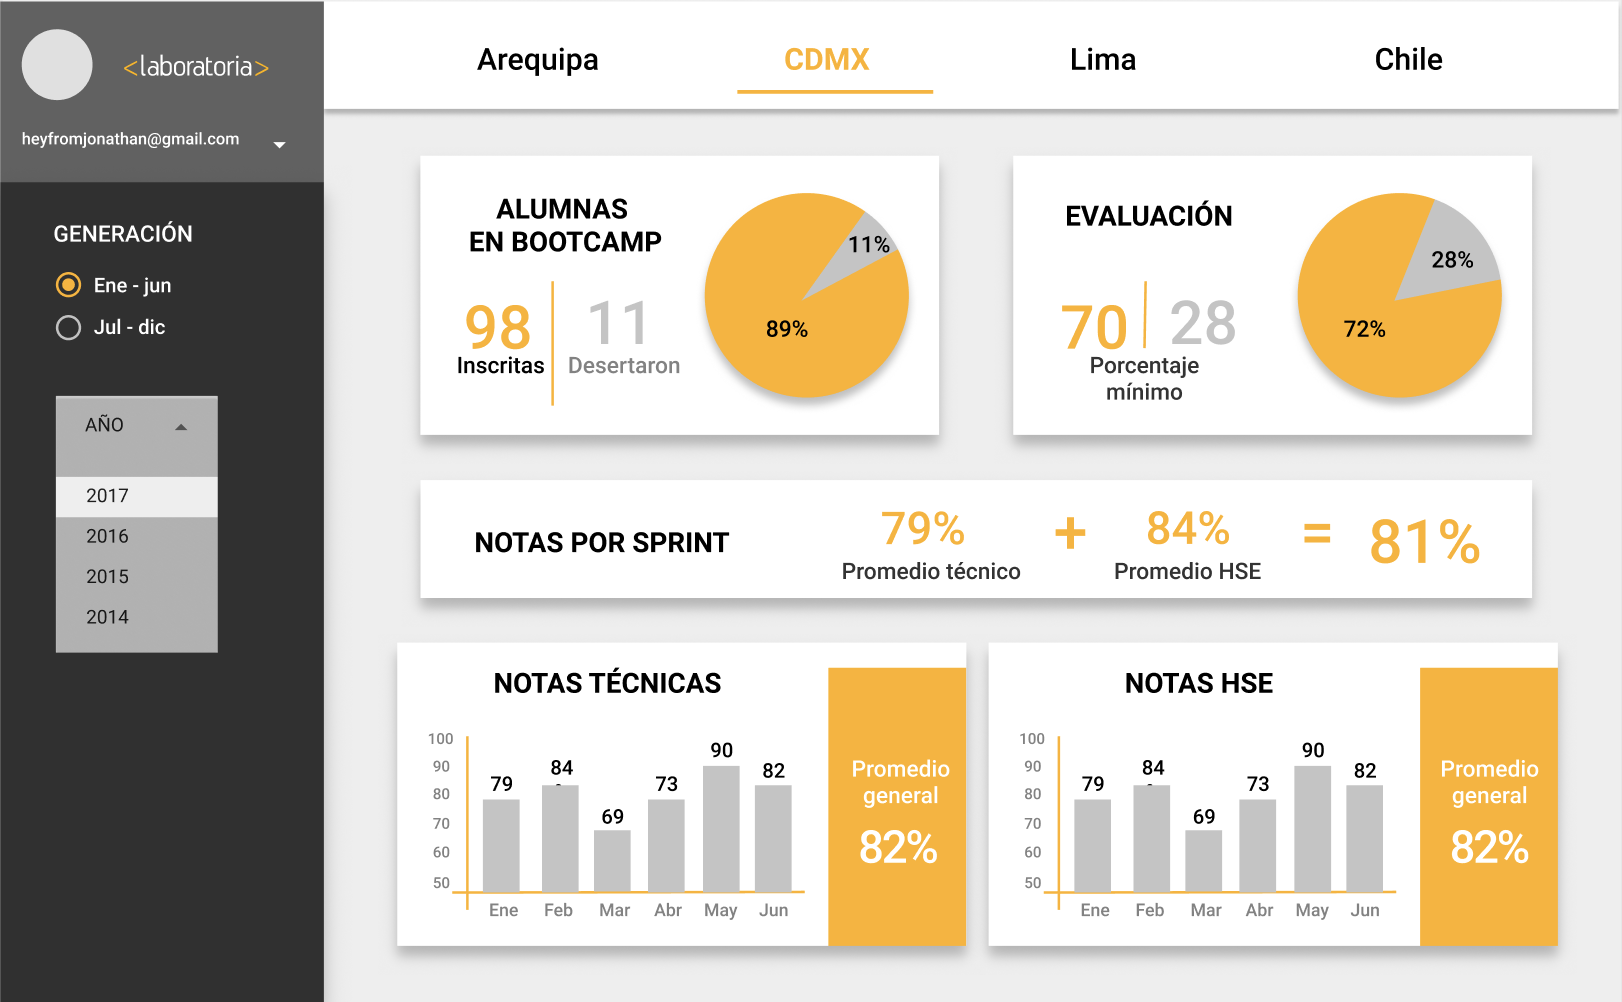 <laboratoria>
heyfromjonathan@gmail.com
GENERACIÓN
Ene - jun
Jul - dic
AÑO
2017
2016
2015
2014
Arequipa
CDMX
Lima
Chile
ALUMNAS
EN BOOTCAMP
98
Inscritas
11
Desertaron
11%
89%
EVALUACIÓN
70
28
Porcentaje
mínimo
28%
72%
NOTAS POR SPRINT
79%
Promedio técnico
+
84%
Promedio HSE
=
81%
NOTAS TÉCNICAS
100
90
80
70
60
50
79
84
69
73
90
82
Ene
Feb
Mar
Abr
May
Jun
Promedio
general
82%
NOTAS HSE
100
90
80
70
60
50
79
84
69
73
90
82
Ene
Feb
Mar
Abr
May
Jun
Promedio
general
82%